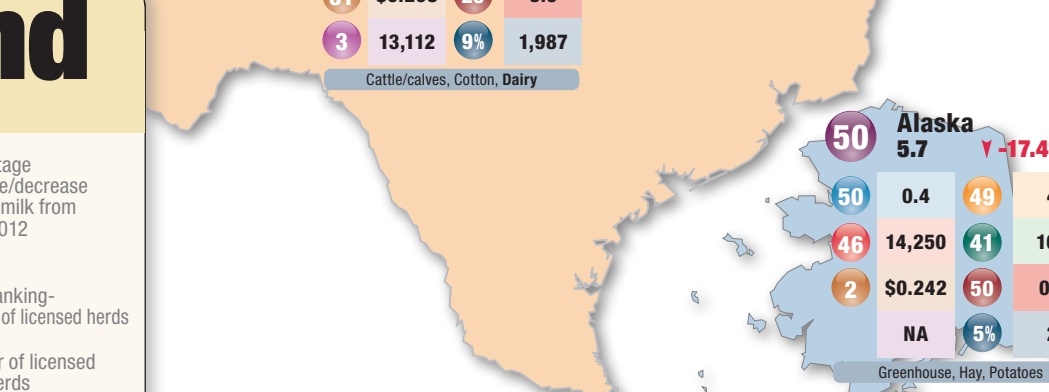 nd
tage
e/decrease
milk from
012
anking-
of licensed herds
r of licensed
erds
3 13,112 9% 1,987
Cattle/calves, Cotton, Dairy
50 Alaska
5.7 -17.4
50 0.4 49
46 14,250 41
2 $0.242 50
NA 5%
Greenhouse, Hay, Potatoes